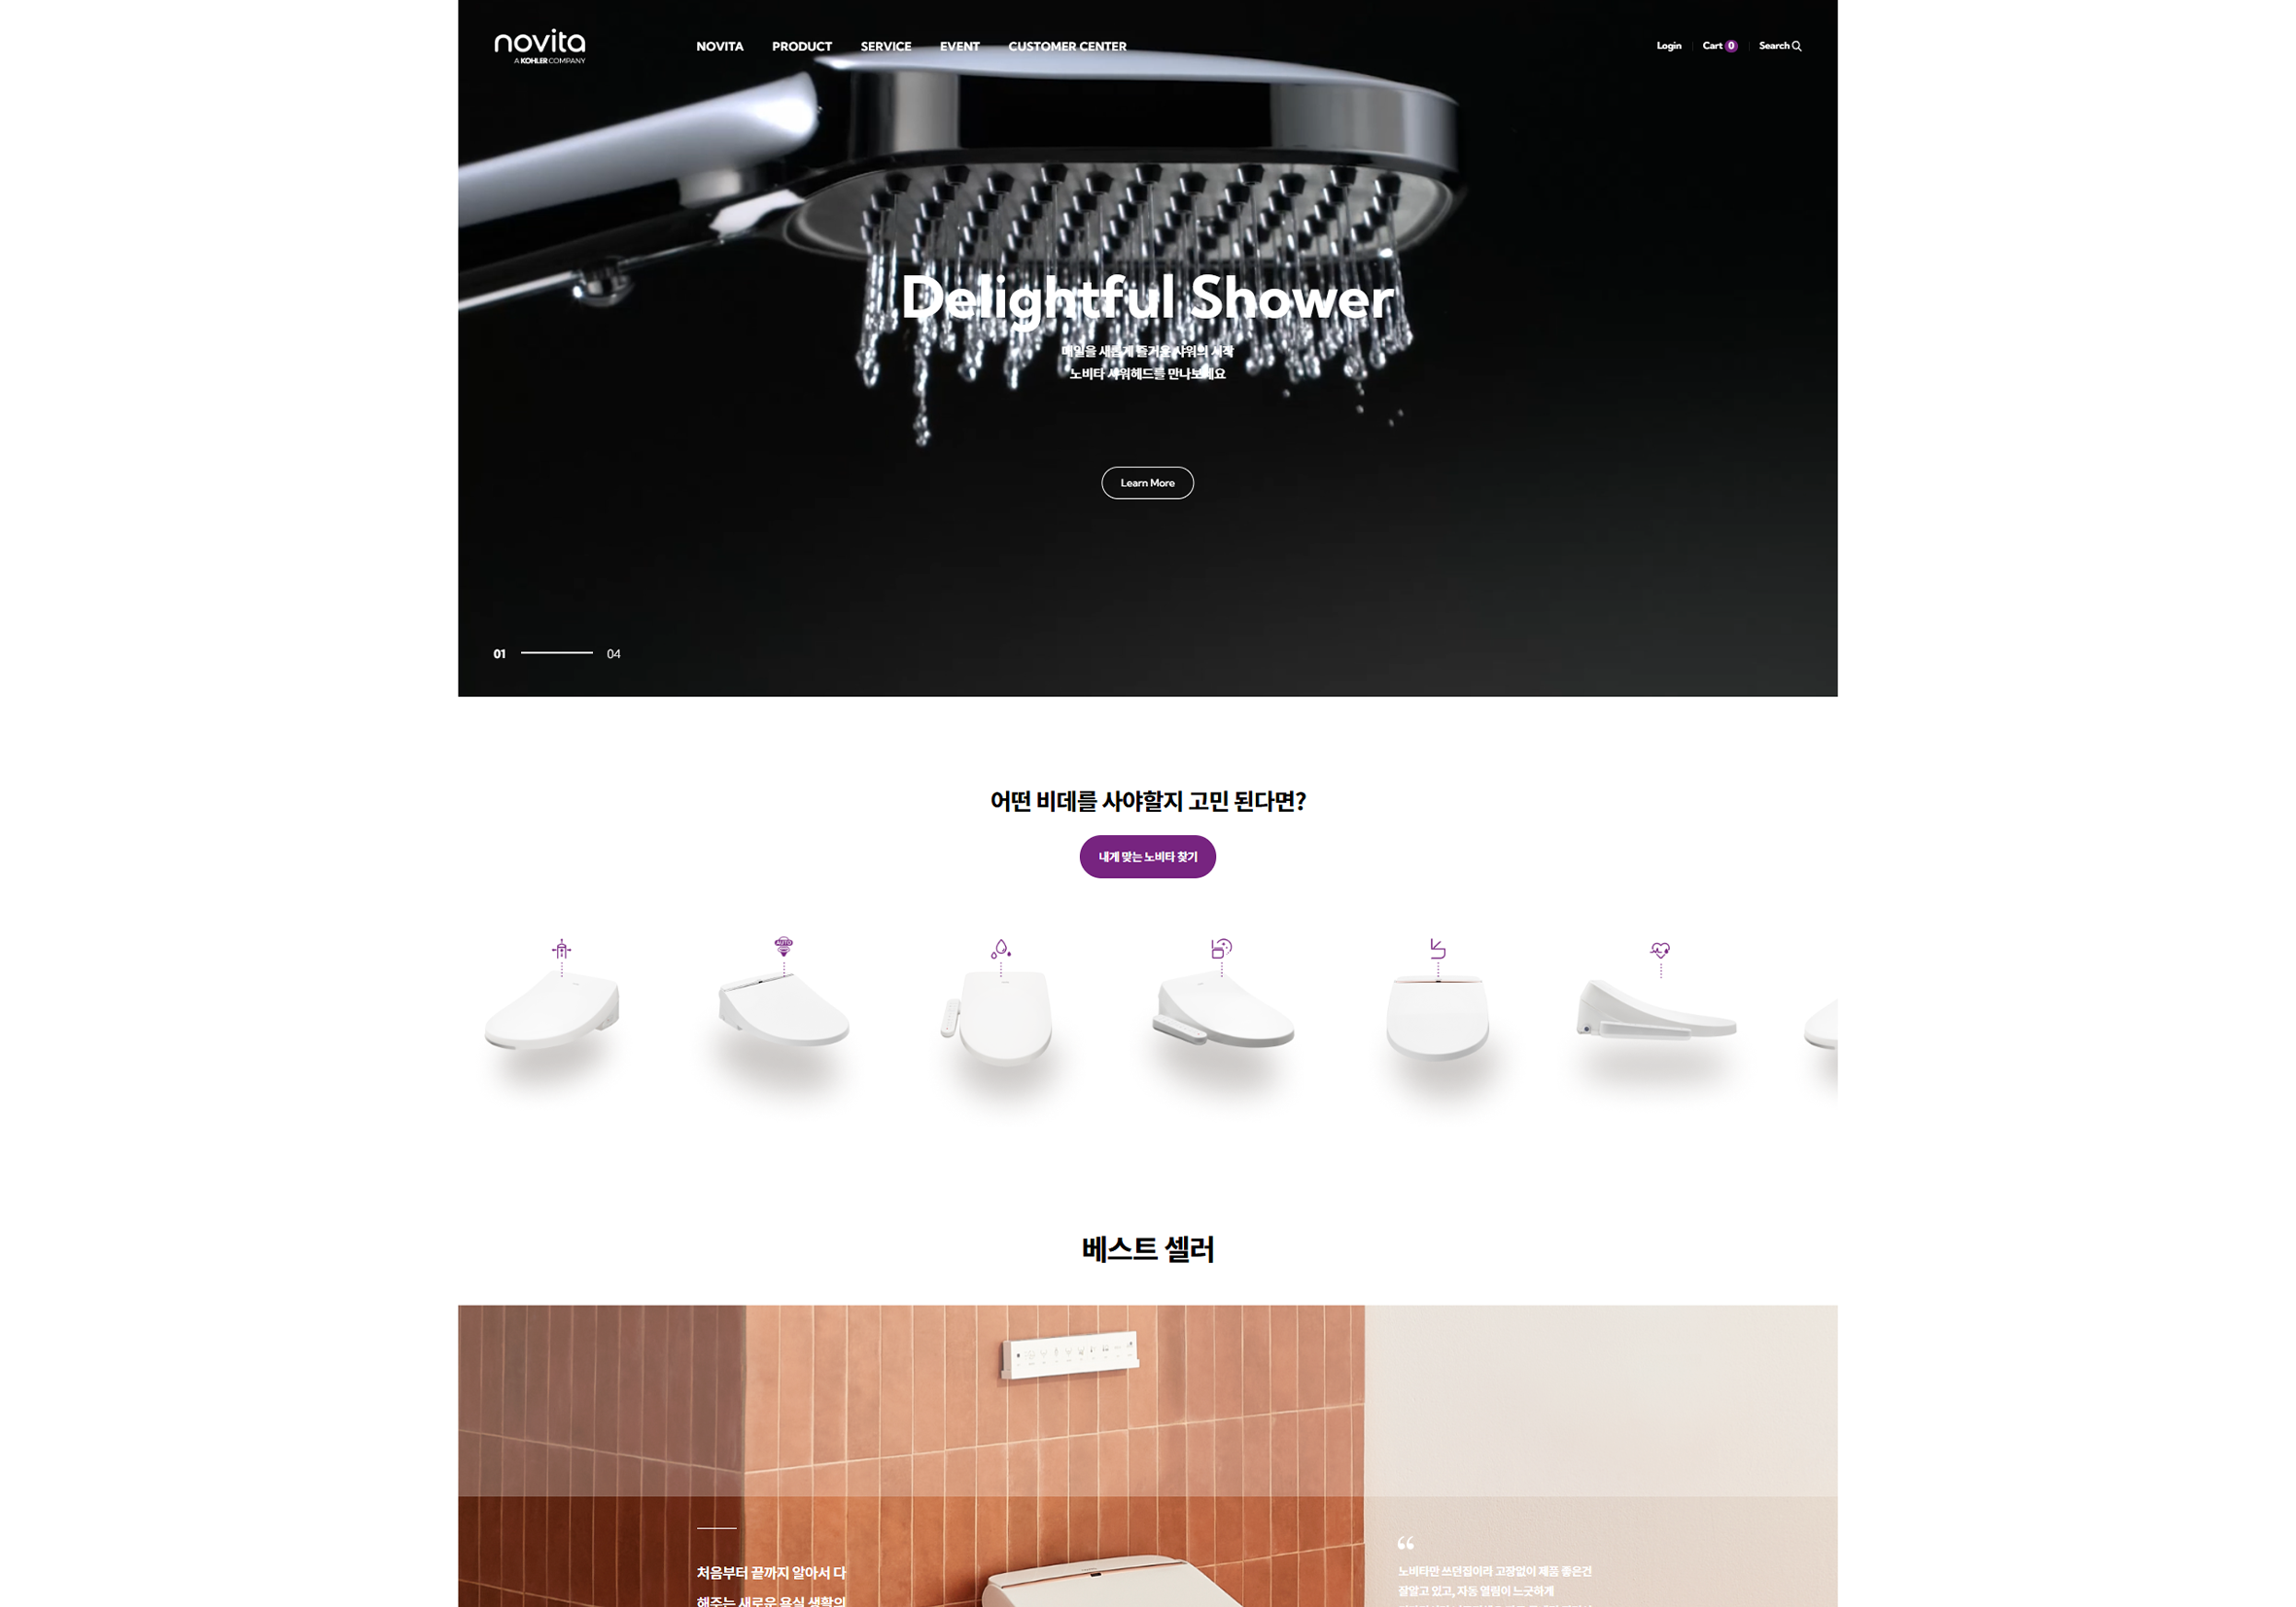 novita
A KOHLER COMPANY
NOVITA
PRODUCT
SERVICE
EVENT
CUSTOMER CENTER
Login
Cart 0
Search
Delightful Shower
매일을 새롭게 즐거운 샤워의 시작
노비타 샤워헤드를 만나보세요
Learn More
01
04
어떤 비데를 사야할지 고민 된다면?
내게 맞는 노비타 찾기
AUTO
베스트 셀러
처음부터 끝까지 알아서 다
해주는 새로운 욕실 생활의
“
노비타만 쓰던집이라 고장없이 제품 좋은건
잘알고 있고, 자동 열림이 느긋하게